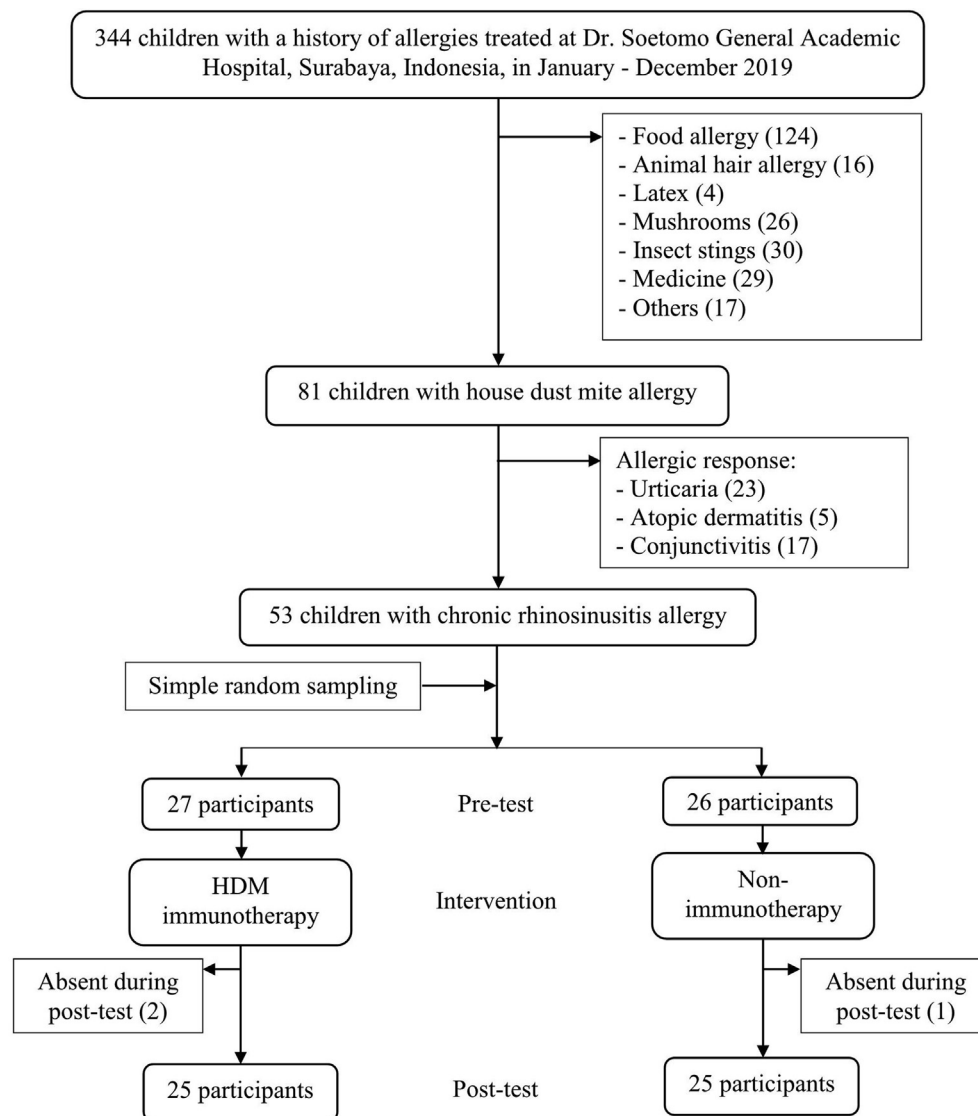 344 children with a history of allergies treated at Dr. Soetomo General Academic
Hospital, Surabaya, Indonesia, in January - December 2019
- Food allergy (124)
- Animal hair allergy (16)
- Latex (4)
- Mushrooms (26)
- Insect stings (30)
- Medicine (29)
- Others (17)
81 children with house dust mite allergy
Allergic response:
- Urticaria (23)
- Atopic dermatitis (5)
- Conjunctivitis (17)
53 children with chronic rhinosinusitis allergy
Simple random sampling
27 participants
Pre-test
26 participants
HDM
immunotherapy
Intervention
Non-
immunotherapy
Absent during
post-test (2)
Absent during
post-test (1)
25 participants
Post-test
25 participants